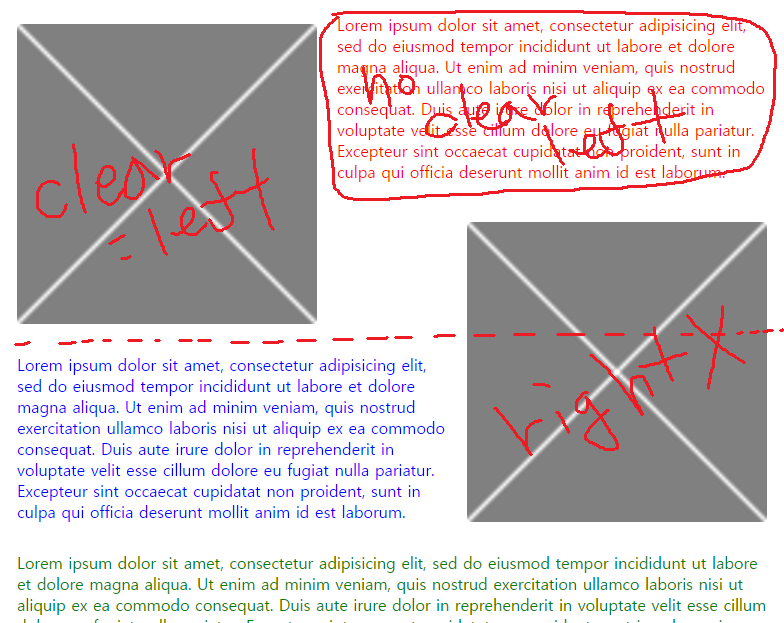 Lorem ipsum dolor sit amet, consectetur adipisicing elit,
sed do eiusmod tempor incididunt ut labore et dolore
magna aliqua. Ut enim ad minim veniam, quis nostrud
exercitation ullamco laboris nisi ut aliquip ex ea commodo
consequat. Duis aute irure dolor in reprehenderit in
voluptate velit esse cillum dolore eu fugiat nulla pariatur.
Excepteur sint occaecat cupidatat non proident, sunt in
culpa qui officia deserunt mollit anim id est laborum.
no
clear
left
clear
=left
right X
Lorem ipsum dolor sit amet, consectetur adipisicing elit,
sed do eiusmod tempor incididunt ut labore et dolore
magna aliqua. Ut enim ad minim veniam, quis nostrud
exercitation ullamco laboris nisi ut aliquip ex ea commodo
consequat. Duis aute irure dolor in reprehenderit in
voluptate velit esse cillum dolore eu fugiat nulla pariatur.
Excepteur sint occaecat cupidatat non proident, sunt in
culpa qui officia deserunt mollit anim id est laborum.
Lorem ipsum dolor sit amet, consectetur adipisicing elit, sed do eiusmod tempor incididunt ut labore
et dolore magna aliqua. Ut enim ad minim veniam, quis nostrud exercitation ullamco laboris nisi ut
aliquip ex ea commodo consequat. Duis aute irure dolor in reprehenderit in voluptate velit esse cillum